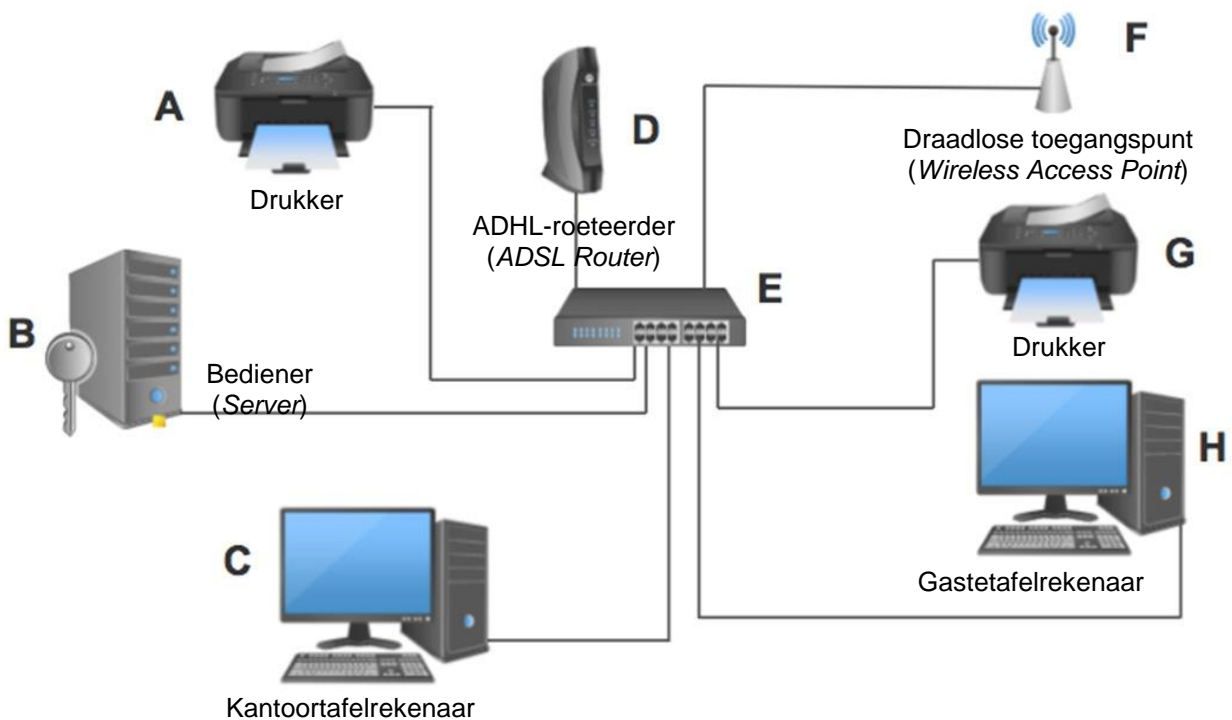 A
Drukker
D
ADHL-roeteerder
(ADSL Router)
F
Draadlose toegangspunt
(Wireless Access Point)
G
Drukker
E
B
Bediener
(Server)
H
Gastetafelrekenaar
C
Kantoortafelrekenaar